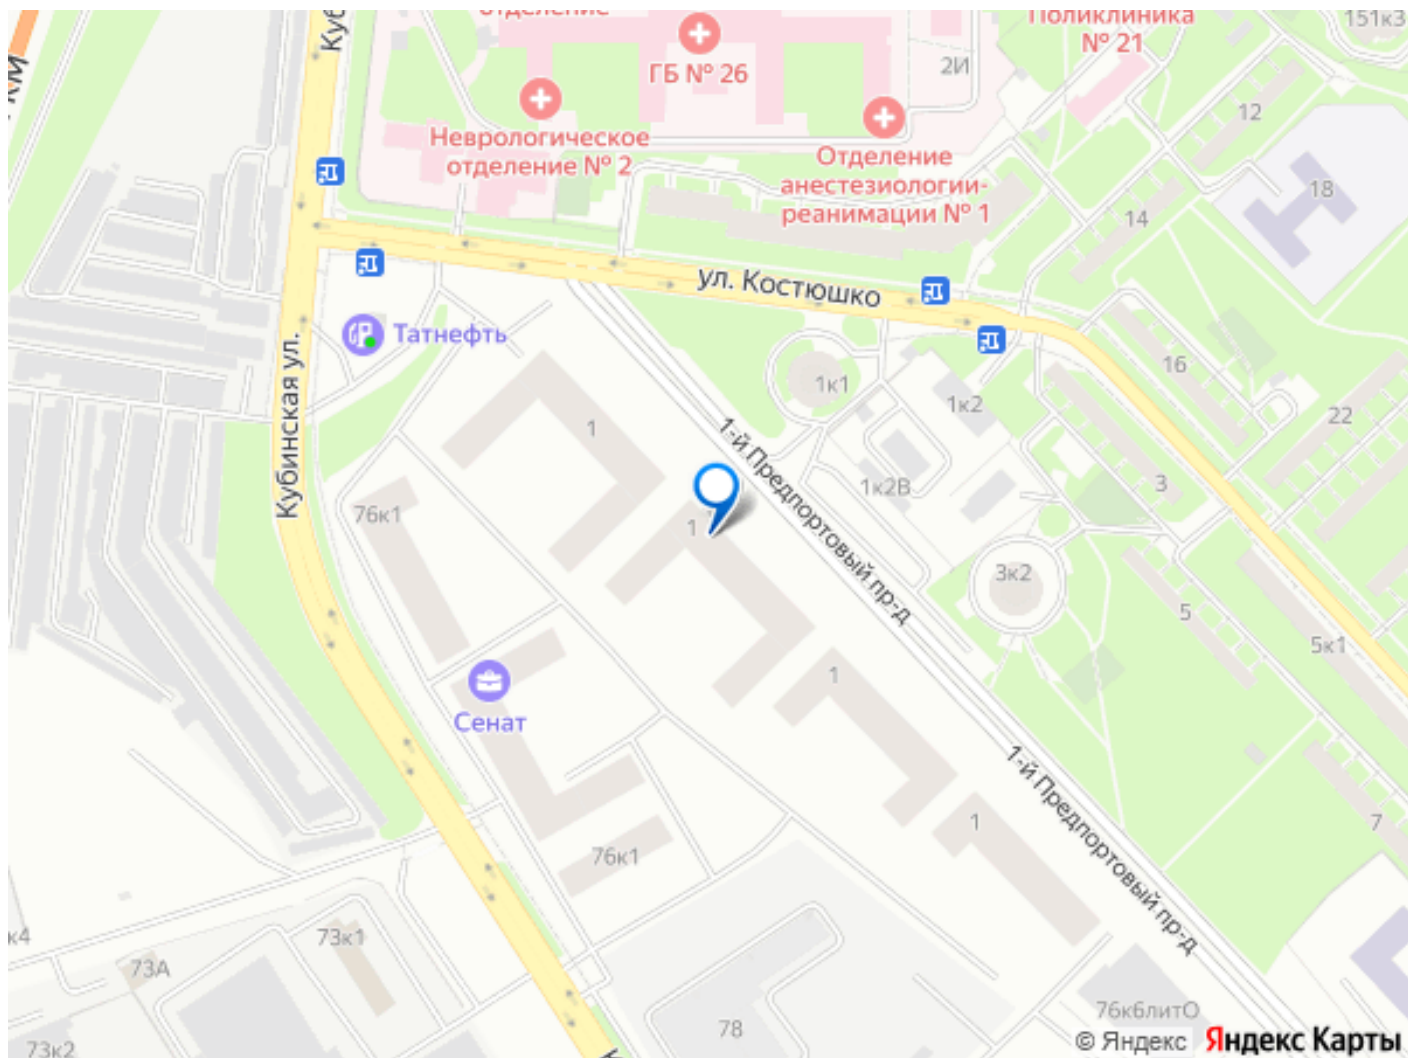 отделение
Поликлиника
№ 21
151к3
Куб
км
ГБ № 26
2И
12
Неврологическое
отделение № 2
Отделение
анестезиологии-
реанимации № 1
18
14
ул. Костюшко
Татнефть
Кубинская ул.
1к1
1к2
16
22
1
1-й Предпортовый пр-д
3
1к2В
76к1
1
3к2
5
5к1
1
Сенат
1-й Предпортовый пр-д
1
7
76к1
к4
73к1
73А
76к6литО
78
73к2
К
© Яндекс
Яндекс Карты